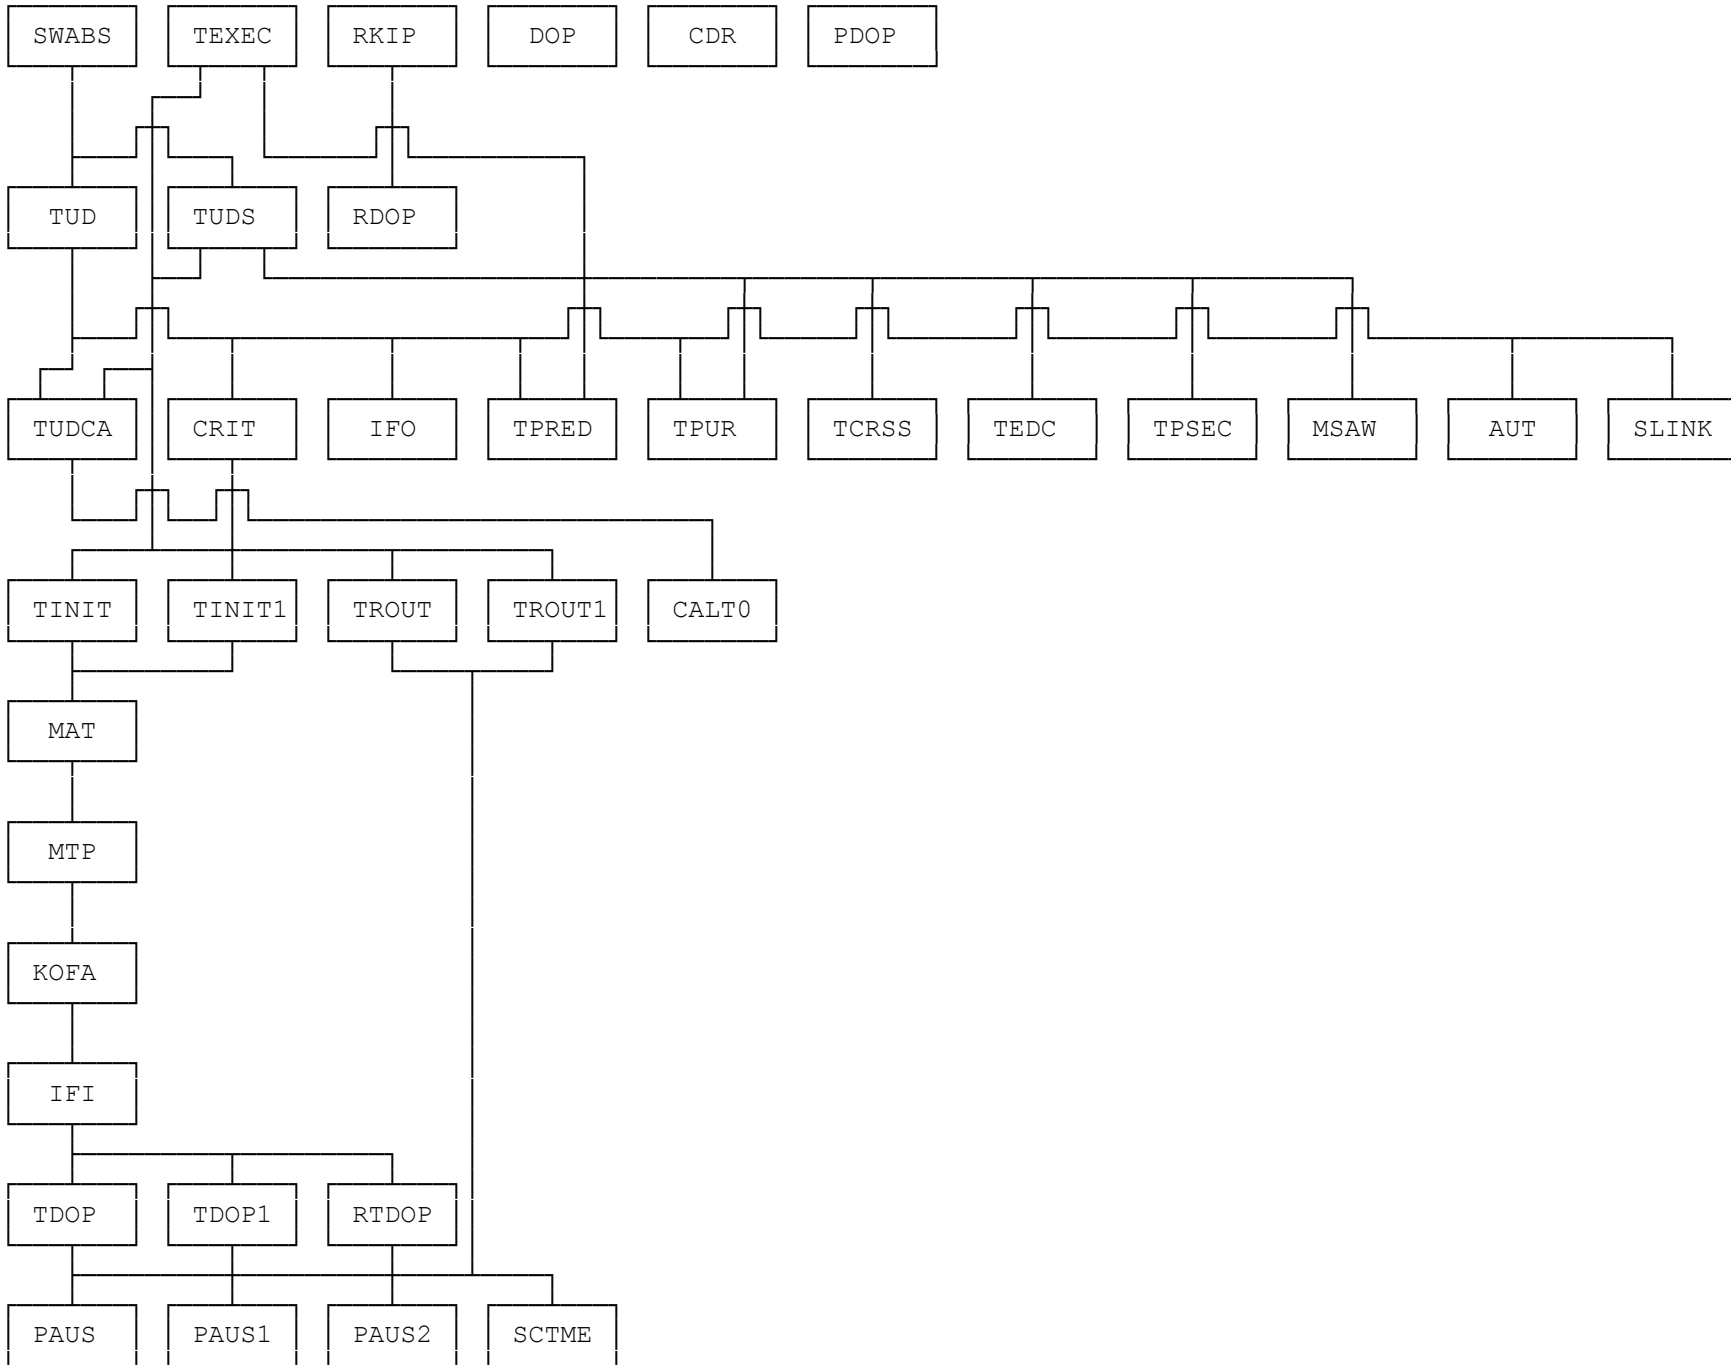 SWABS TEXEC RKIP DOP CDR PDOP
TUD TUDS RDOP
TUDCA CRIT IFO TPRED TPUR TCRSS TEDC TPSEC MSAW AUT SLINK
TINIT TINIT1 TROUT TROUT1 CALT0
MAT
MTP
KOFA
IFI
TDOP TDOP1 RTDOP
PAUS PAUS1 PAUS2 SCTME